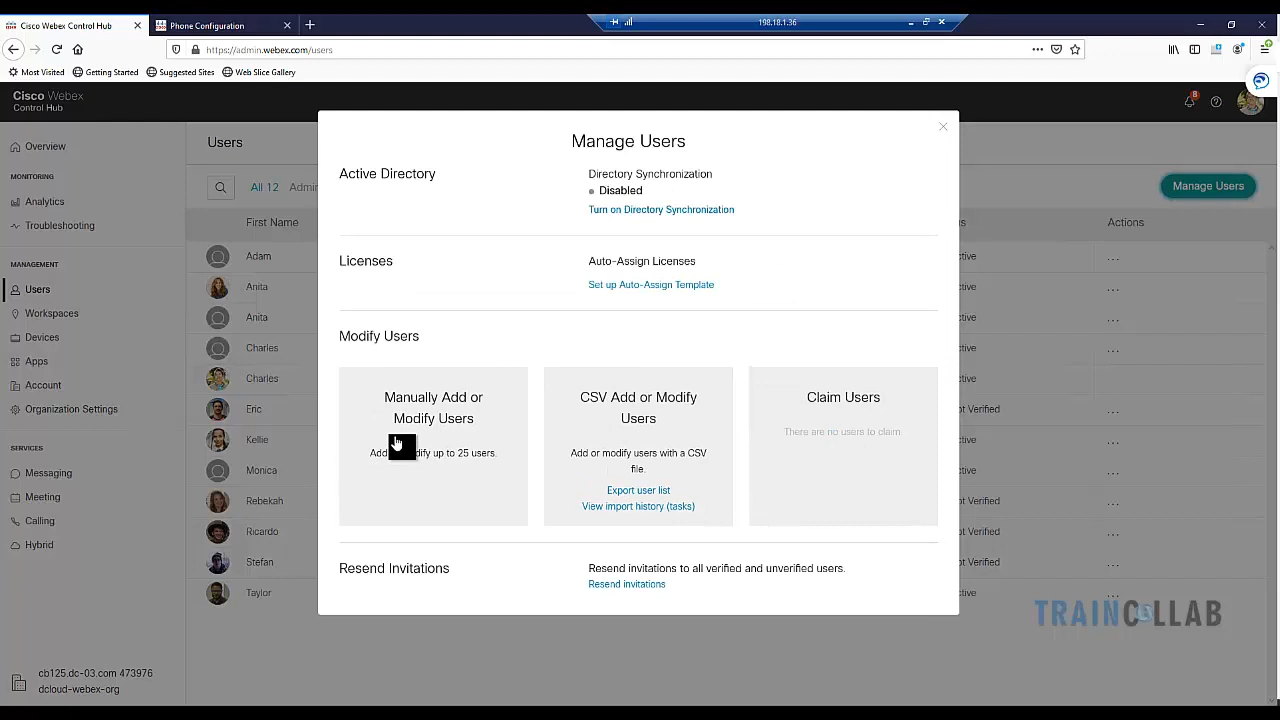 Cisco Webex Control Hub
Phone Configuration
198.18.1.36
https://admin.webex.com/users
Most Visited
Getting Started
Suggested Sites
Web Slice Gallery
Cisco Webex
Control Hub
8
Overview
MONITORING
Analytics
Troubleshooting
MANAGEMENT
Users
Workspaces
Devices
Apps
Account
Organization Settings
SERVICES
Messaging
Meeting
Calling
Hybrid
cb125.dc-03.com 473976
dcloud-webex-org
Users
All 12 Admin
Manage Users
First Name
Actions
Adam
Anita
Anita
Charles
Charles
Eric
Kellie
Monica
Rebekah
Ricardo
Stefan
Taylor
Manage Users
Active Directory
Directory Synchronization
Disabled
Turn on Directory Synchronization
Licenses
Auto-Assign Licenses
Set up Auto-Assign Template
Modify Users
Manually Add or
Modify Users
up to 25 users.
CSV Add or Modify
Users
Add or modify users with a CSV
file.
Export user list
View import history (tasks)
Claim Users
There are no users to claim
Resend Invitations
Resend invitations to all verified and unverified users.
Resend invitations
TRAINCOLLAB